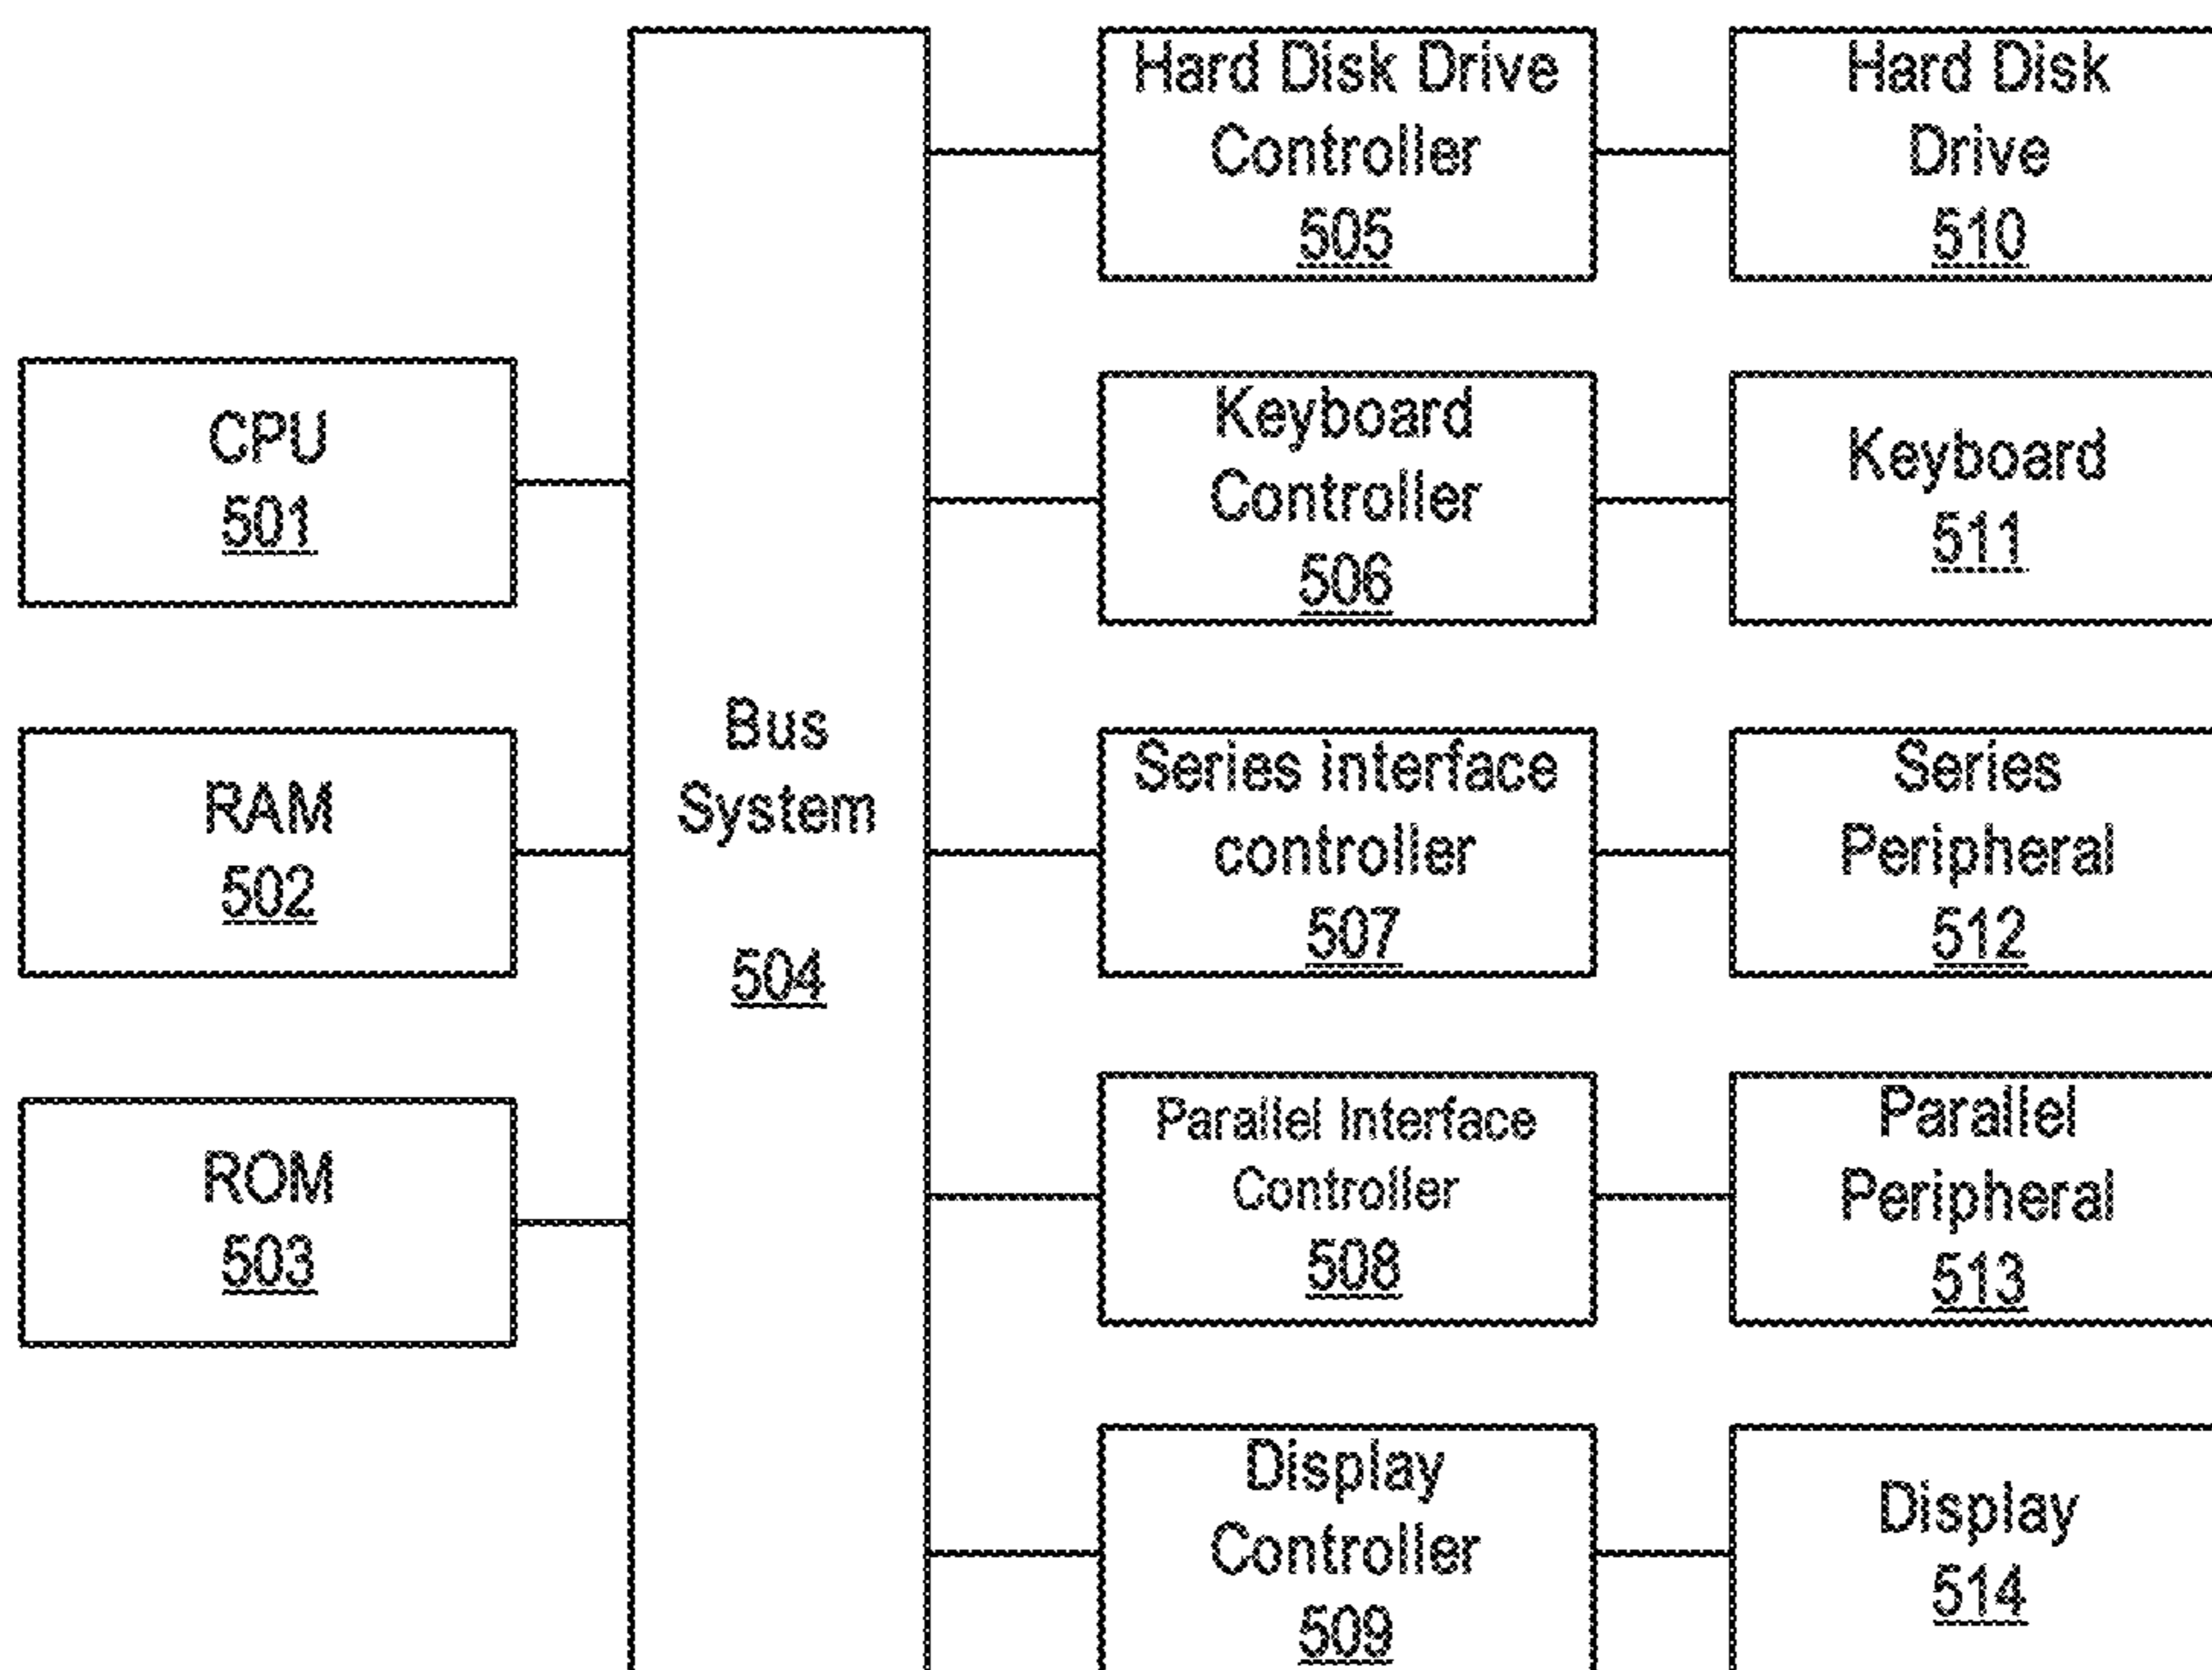 CPU
501
RAM
502
ROM
503
Bus
System
504
Hard Disk Drive
Controller
505
Hard Disk
Drive
510
Keyboard
Controller
506
Keyboard
511
Series interface
controller
507
Series
Peripheral
512
Parallel Interface
Controller
508
Parallel
Peripheral
513
Display
Controller
509
Display
514